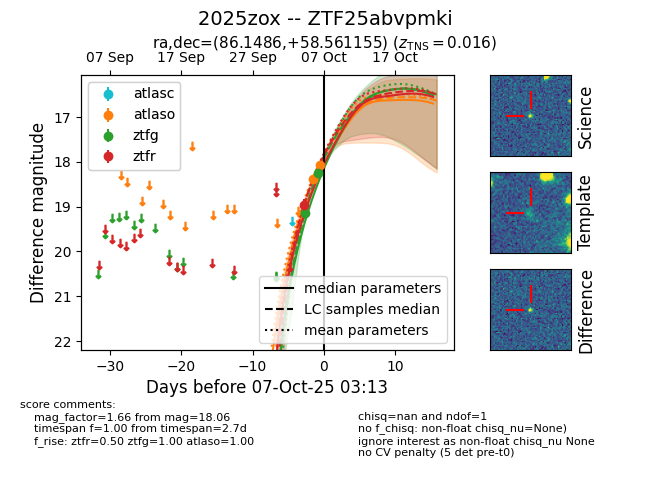 2025zox -- ZTF25abvpmki
ra,dec=(86.1486,+58.561155) (z_TNS = 0.016)
07 Sep 17 Sep 27 Sep 07 Oct 17 Oct
atlasc
atlaso
ztfg
ztfr
Difference magnitude
17
18
19
20
21
22
median parameters
LC samples median
mean parameters
−30 −20 −10 0 10
Days before 07-Oct-25 03:13
Science
Template
Difference
score comments:
mag_factor=1.66 from mag=18.06
timespan f=1.00 from timespan=2.7d
f_rise: ztfr=0.50 ztfg=1.00 atlaso=1.00
chisq=nan and ndof=1
no f_chisq: non-float chisq_nu=None)
ignore interest as non-float chisq_nu None
no CV penalty (5 det pre-t0)